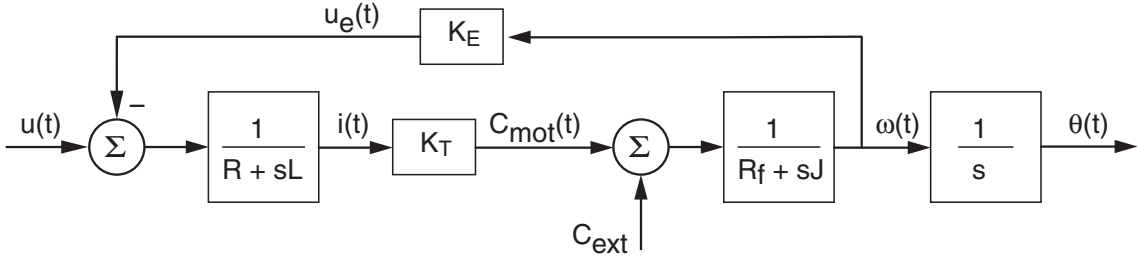 u_e(t)
K_E
−
u(t)
Σ
1
R + sL
i(t)
K_T
C_mot(t)
Σ
1
R_f + sJ
ω(t)
1
s
θ(t)
C_ext